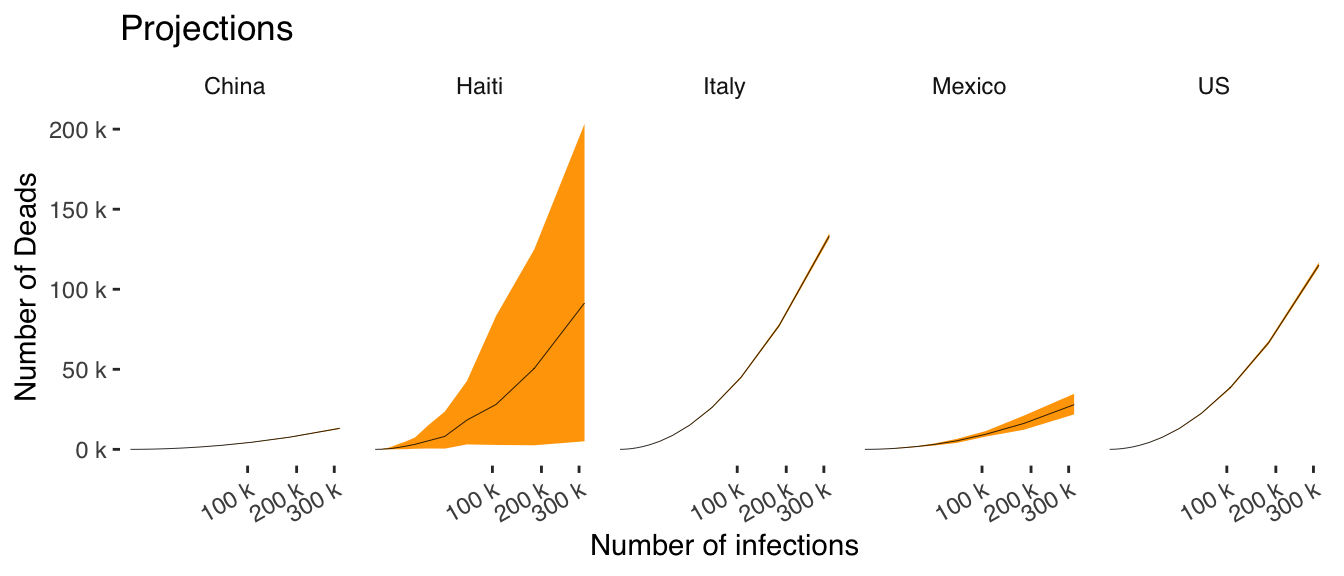 Projections
China Haiti Italy Mexico US
Number of Deads
200 k
150 k
100 k
50 k
0 k
100 k 200 k 300 k 100 k 200 k 300 k 100 k 200 k 300 k 100 k 200 k 300 k 100 k 200 k 300 k
Number of infections